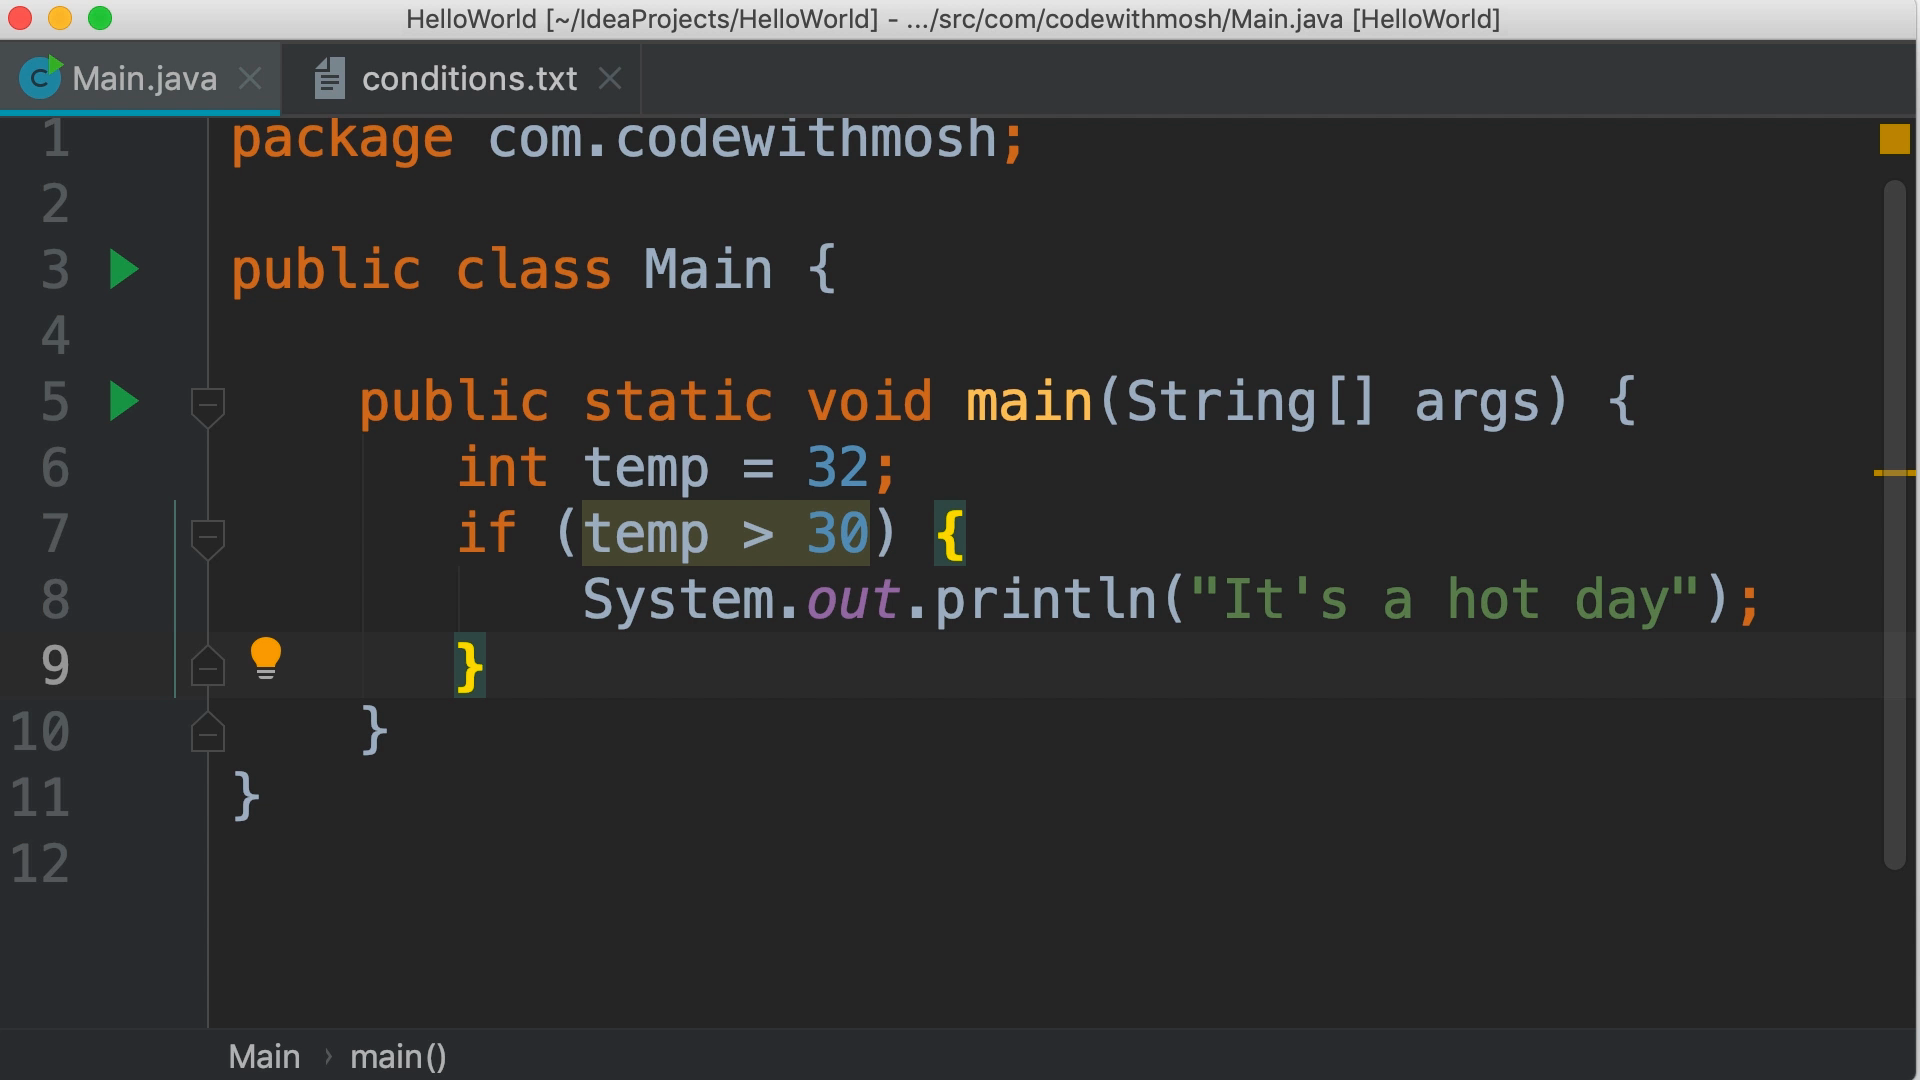 HelloWorld [~/IdeaProjects/HelloWorld] - .../src/com/codewithmosh/Main.java [HelloWorld]
Main.java conditions.txt
1 package com.codewithmosh;
2
3 public class Main {
4
5 public static void main(String[] args) {
6 int temp = 32;
7 if (temp > 30) {
8 System.out.println("It's a hot day");
9 }
10 }
11 }
12
Main › main()